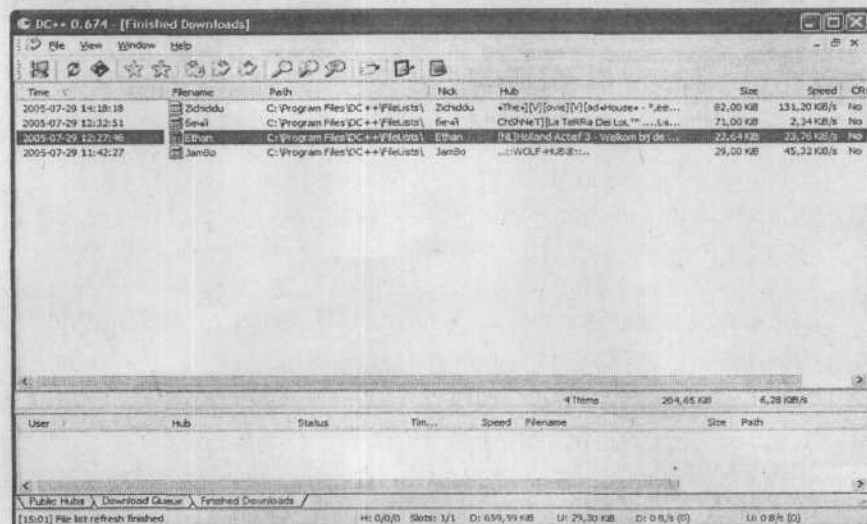 DC++ 0.674 - [Finished Downloads]
File View Window Help
Time Filename Path Nick Hub Size Speed CR
2005-07-29 14:18:18 Zichiddu C:\Program Files\DC++\FileLists\ Zichiddu 82,00 KiB 131,20 KiB/s No
2005-07-29 12:32:51 C:\Program Files\DC++\FileLists\ 71,00 KiB 2,34 KiB/s No
2005-07-29 12:27:46 Ethan C:\Program Files\DC++\FileLists\ Ethan [NL]Holland Actief 3 - Welkom bij de ... 22,64 KiB 23,76 KiB/s No
2005-07-29 11:42:27 JamBo C:\Program Files\DC++\FileLists\ JamBo 29,00 KiB 45,33 KiB/s No
4 Items 204,65 KiB 6,28 KiB/s
User Hub Status Tim... Speed Filename Size Path
Public Hubs Download Queue Finished Downloads
[15:01] File list refresh finished H: 0/0/0 Slots: 1/1 D: 659,59 KiB U: 29,30 KiB D: 0 B/s (0) U: 0 B/s (0)